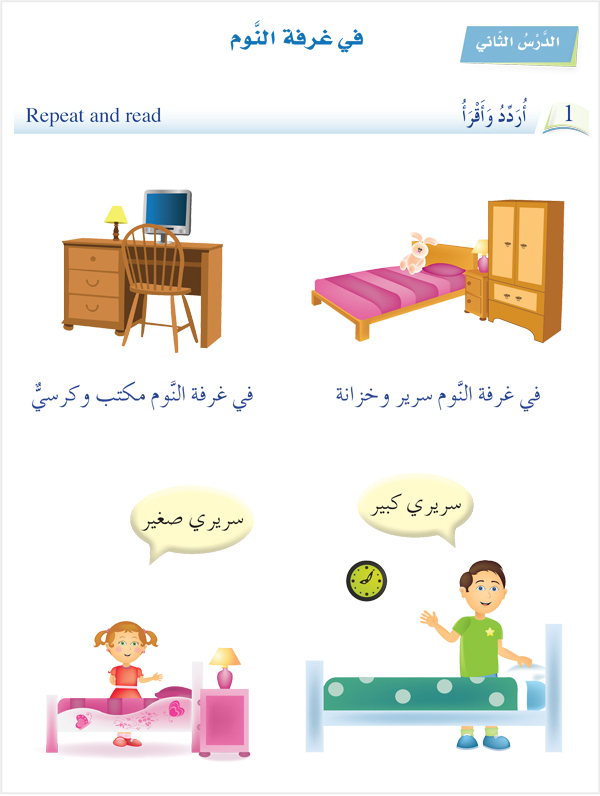 الدَّرْسُ الثَّاني
في غرفة النَّوم
1 أُرَدِّدُ وَأَقْرَأُ Repeat and read
في غرفة النَّوم سرير وخزانة
في غرفة النَّوم مكتب وكرسيٌّ
سريري كبير
سريري صغير